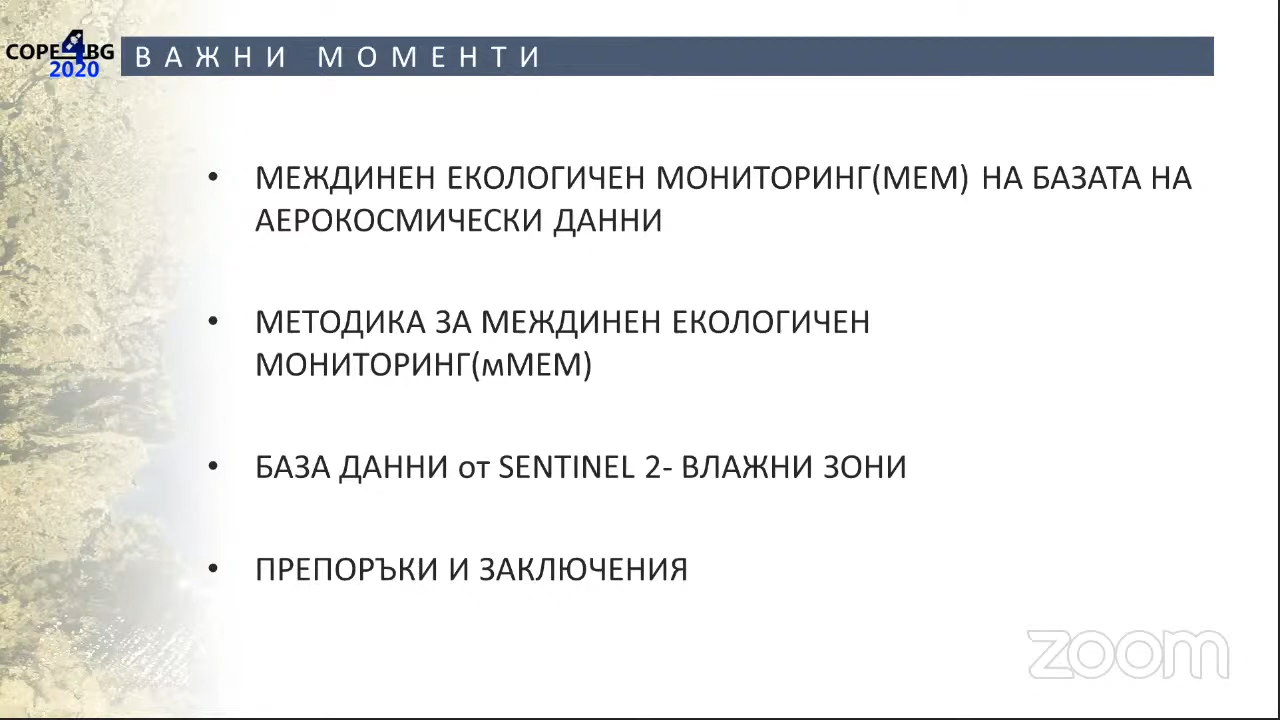 COPE4BG
2020
ВАЖНИ МОМЕНТИ
• МЕЖДИНЕН ЕКОЛОГИЧЕН МОНИТОРИНГ(МЕМ) НА БАЗАТА НА
АЕРОКОСМИЧЕСКИ ДАННИ
• МЕТОДИКА ЗА МЕЖДИНЕН ЕКОЛОГИЧЕН
МОНИТОРИНГ(мМЕМ)
• БАЗА ДАННИ от SENTINEL 2- ВЛАЖНИ ЗОНИ
• ПРЕПОРЪКИ И ЗАКЛЮЧЕНИЯ
zoom